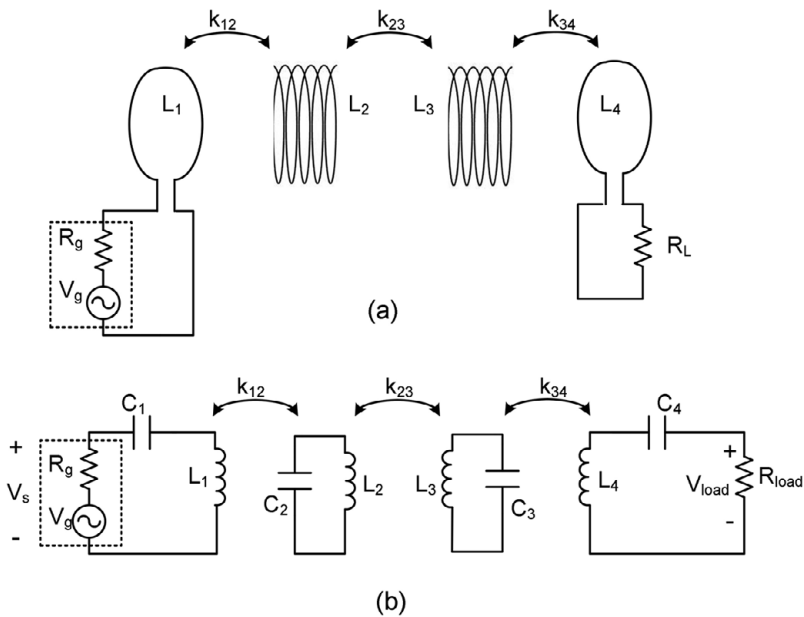 k12 k23 k34
L1 L2 L3 L4
Rg
Vg
RL
(a)
k12 k23 k34
C1 C4
+
Rg
Vs
Vg
-
L1
C2
L2
L3
C3
L4
+
Vload
-
Rload
(b)